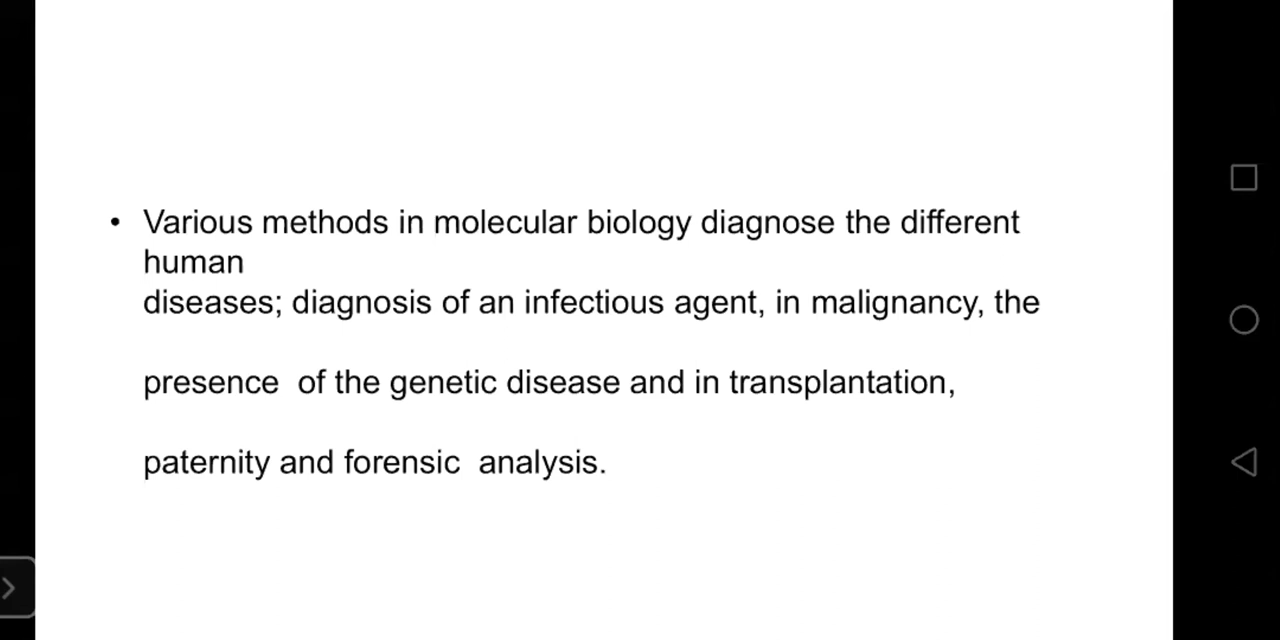 • Various methods in molecular biology diagnose the different
human
diseases; diagnosis of an infectious agent, in malignancy, the
presence  of the genetic disease and in transplantation,
paternity and forensic  analysis.